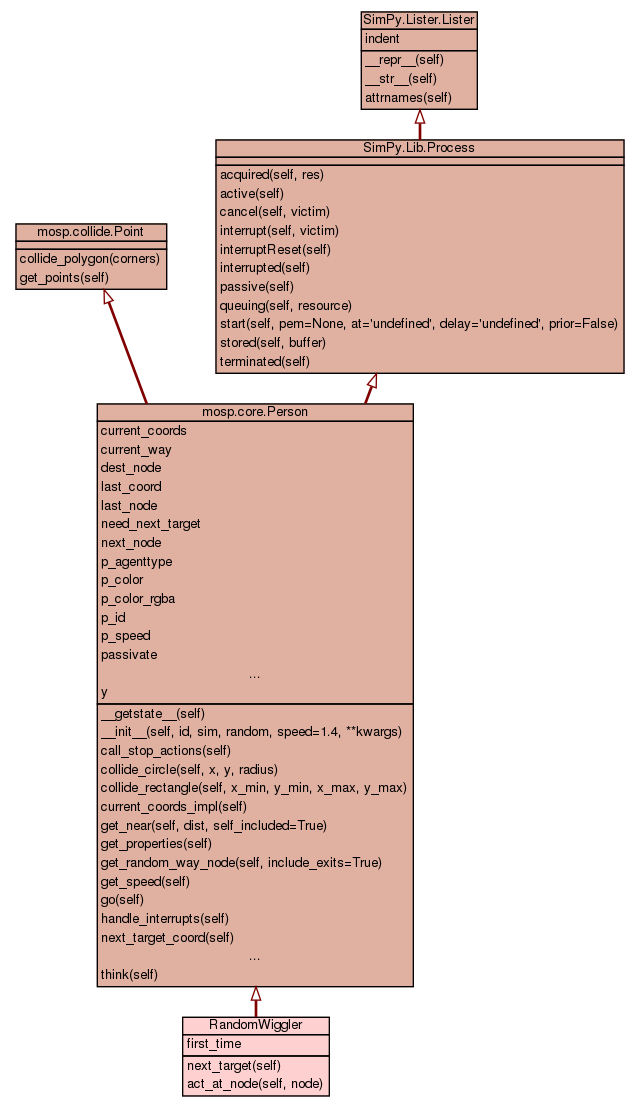 SimPy.Lister.Lister
indent
__repr__(self)
__str__(self)
attrnames(self)
SimPy.Lib.Process
acquired(self, res)
active(self)
cancel(self, victim)
interrupt(self, victim)
interruptReset(self)
interrupted(self)
passive(self)
queuing(self, resource)
start(self, pem=None, at='undefined', delay='undefined', prior=False)
stored(self, buffer)
terminated(self)
mosp.collide.Point
collide_polygon(corners)
get_points(self)
mosp.core.Person
current_coords
current_way
dest_node
last_coord
last_node
need_next_target
next_node
p_agenttype
p_color
p_color_rgba
p_id
p_speed
passivate
...
y
__getstate__(self)
__init__(self, id, sim, random, speed=1.4, **kwargs)
call_stop_actions(self)
collide_circle(self, x, y, radius)
collide_rectangle(self, x_min, y_min, x_max, y_max)
current_coords_impl(self)
get_near(self, dist, self_included=True)
get_properties(self)
get_random_way_node(self, include_exits=True)
get_speed(self)
go(self)
handle_interrupts(self)
next_target_coord(self)
...
think(self)
RandomWiggler
first_time
next_target(self)
act_at_node(self, node)